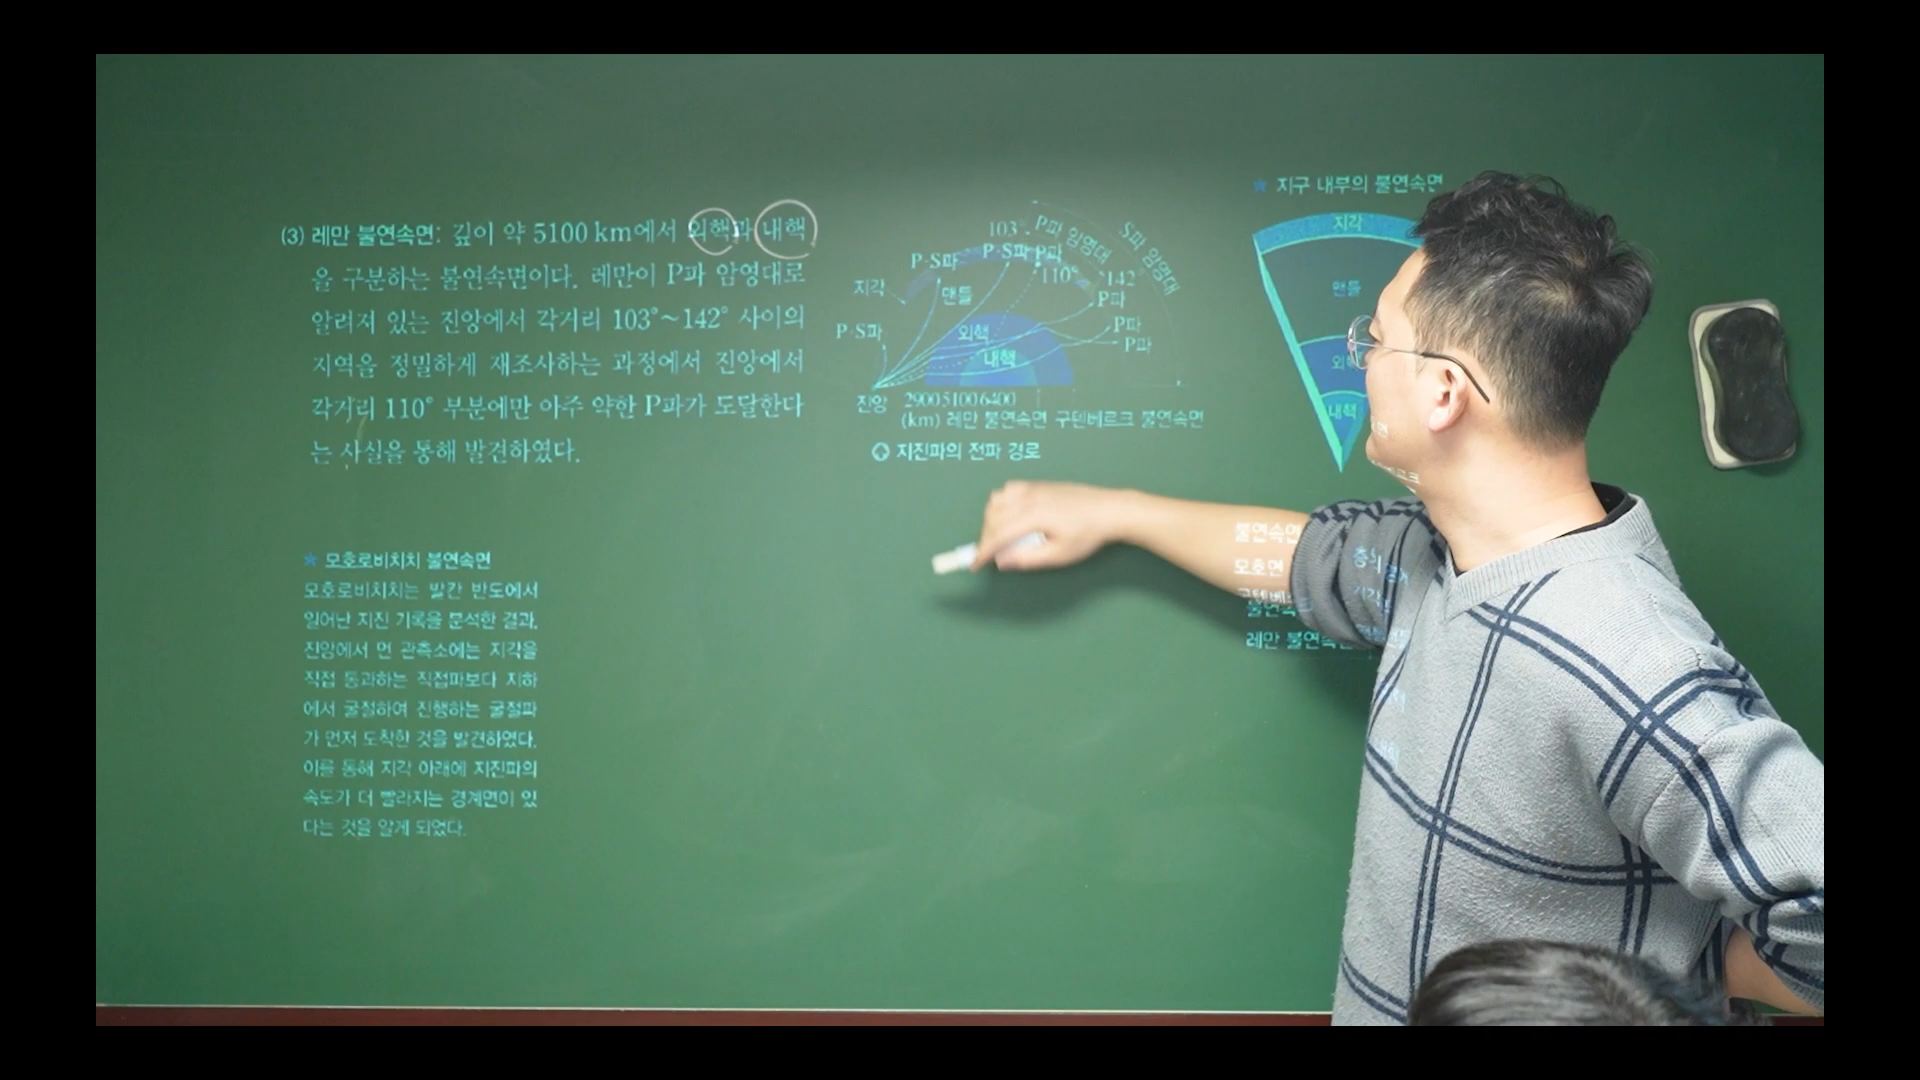 (3) 레만 불연속면: 깊이 약 5100 km에서 외핵과 내핵
을 구분하는 불연속면이다. 레만이 P파 암영대로
알려져 있는 진앙에서 각거리 103°~142° 사이의
지역을 정밀하게 재조사하는 과정에서 진앙에서
각거리 110° 부분에만 아주 약한 P파가 도달한다
는 사실을 통해 발견하였다.
★ 모호로비치치 불연속면
모호로비치치는 발칸 반도에서
일어난 지진 기록을 분석한 결과,
진앙에서 먼 관측소에는 지각을
직접 통과하는 직접파보다 지하
에서 굴절하여 진행하는 굴절파
가 먼저 도착한 것을 발견하였다.
이를 통해 지각 아래에 지진파의
속도가 더 빨라지는 경계면이 있
다는 것을 알게 되었다.
103°
P파 암영대
S파 암영대
P·S파
P·S파
P파
110°
142°
지각
맨틀
P파
P·S파
외핵
P파
내핵
P파
진앙
2900 5100 6400
(km) 레만 불연속면 구텐베르크 불연속면
지진파의 전파 경로
★ 지구 내부의 불연속면
지각
맨틀
내핵
불연속면
모호면
레만